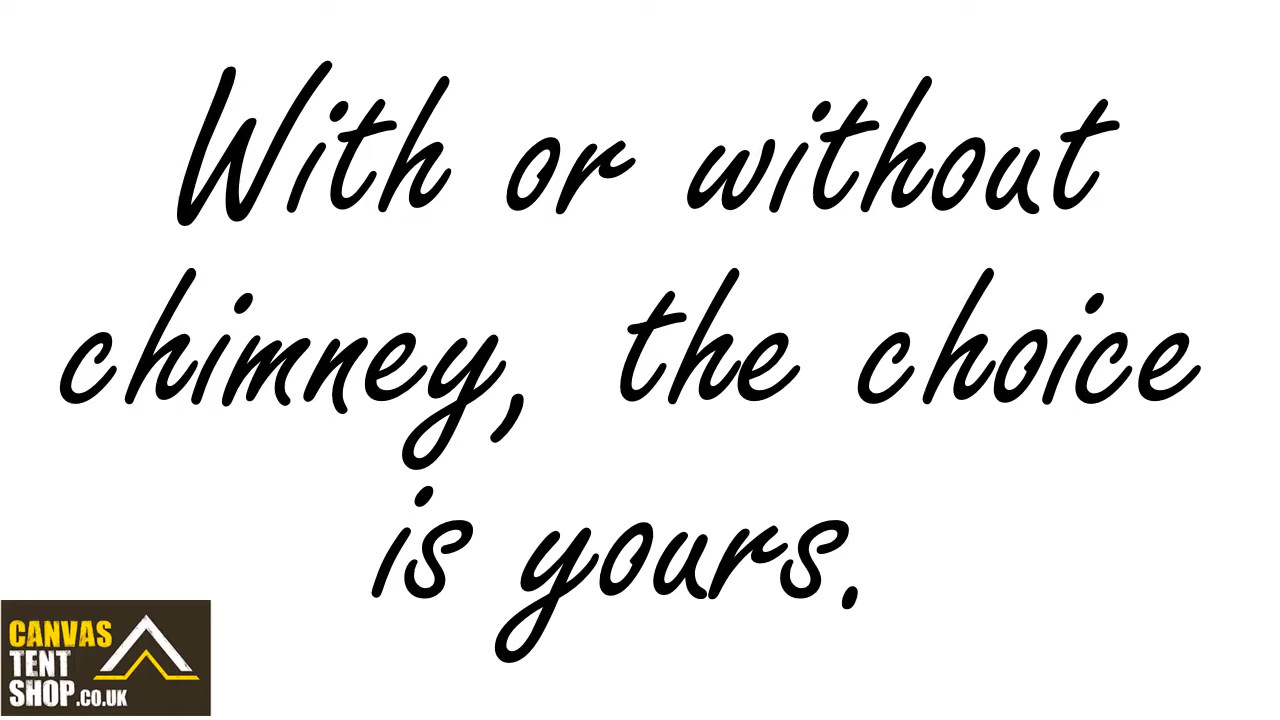 With or without
chimney, the choice
is yours.
CANVAS
TENT
SHOP.CO.UK